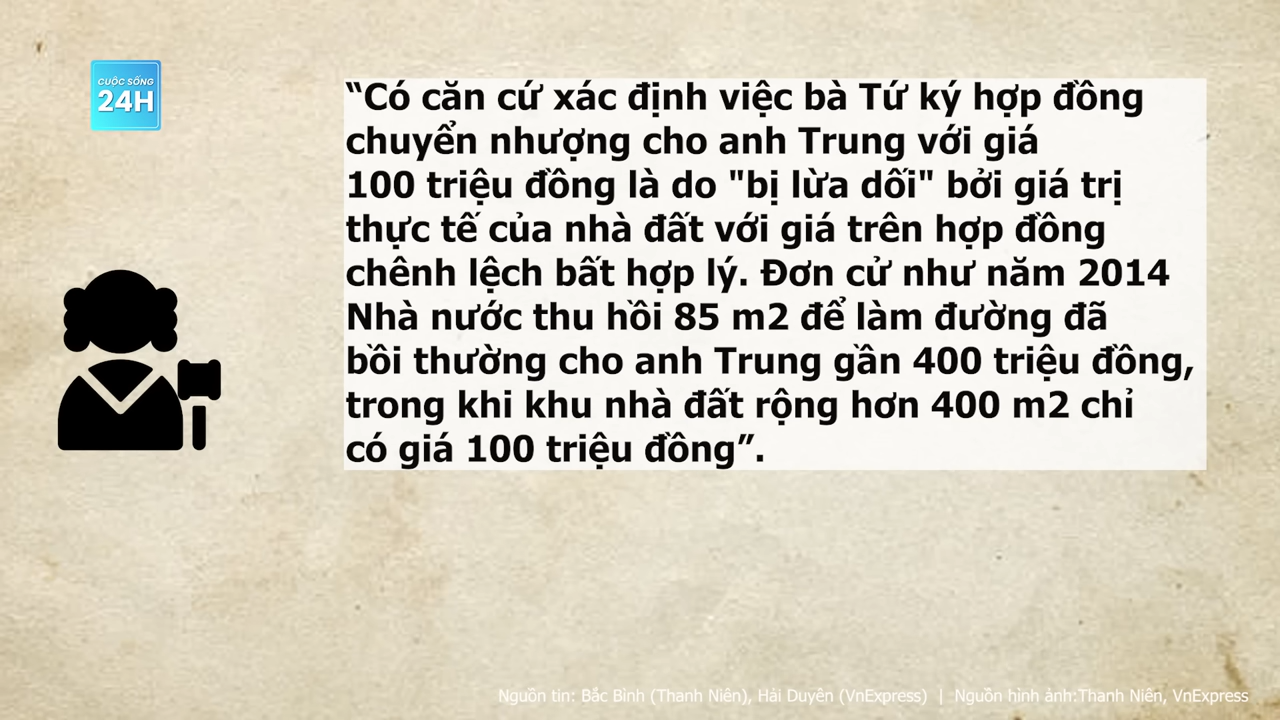 CUỘC SỐNG
24H
“Có căn cứ xác định việc bà Tứ ký hợp đồng
chuyển nhượng cho anh Trung với giá
100 triệu đồng là do "bị lừa dối" bởi giá trị
thực tế của nhà đất với giá trên hợp đồng
chênh lệch bất hợp lý. Đơn cử như năm 2014
Nhà nước thu hồi 85 m2 để làm đường đã
bồi thường cho anh Trung gần 400 triệu đồng,
trong khi khu nhà đất rộng hơn 400 m2 chỉ
có giá 100 triệu đồng”.
Nguồn tin: Bắc Bình (Thanh Niên), Hải Duyên (VnExpress) | Nguồn hình ảnh:Thanh Niên, VnExpress